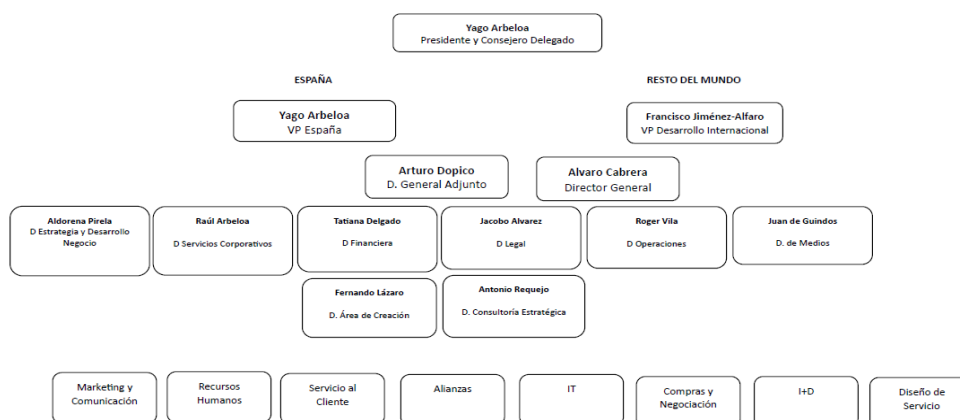 Yago Arbeloa
Presidente y Consejero Delegado
ESPAÑA
RESTO DEL MUNDO
Yago Arbeloa
VP España
Francisco Jiménez-Alfaro
VP Desarrollo Internacional
Arturo Dopico
D. General Adjunto
Alvaro Cabrera
Director General
Aldorena Pirela
D Estrategia y Desarrollo
Negocio
Raúl Arbeloa
D Servicios Corporativos
Tatiana Delgado
D Financiera
Jacobo Alvarez
D Legal
Roger Vila
D Operaciones
Juan de Guindos
D. de Medios
Fernando Lázaro
D. Área de Creación
Antonio Requejo
D. Consultoría Estratégica
Marketing y
Comunicación
Recursos
Humanos
Servicio al
Cliente
Alianzas
IT
Compras y
Negociación
I+D
Diseño de
Servicio